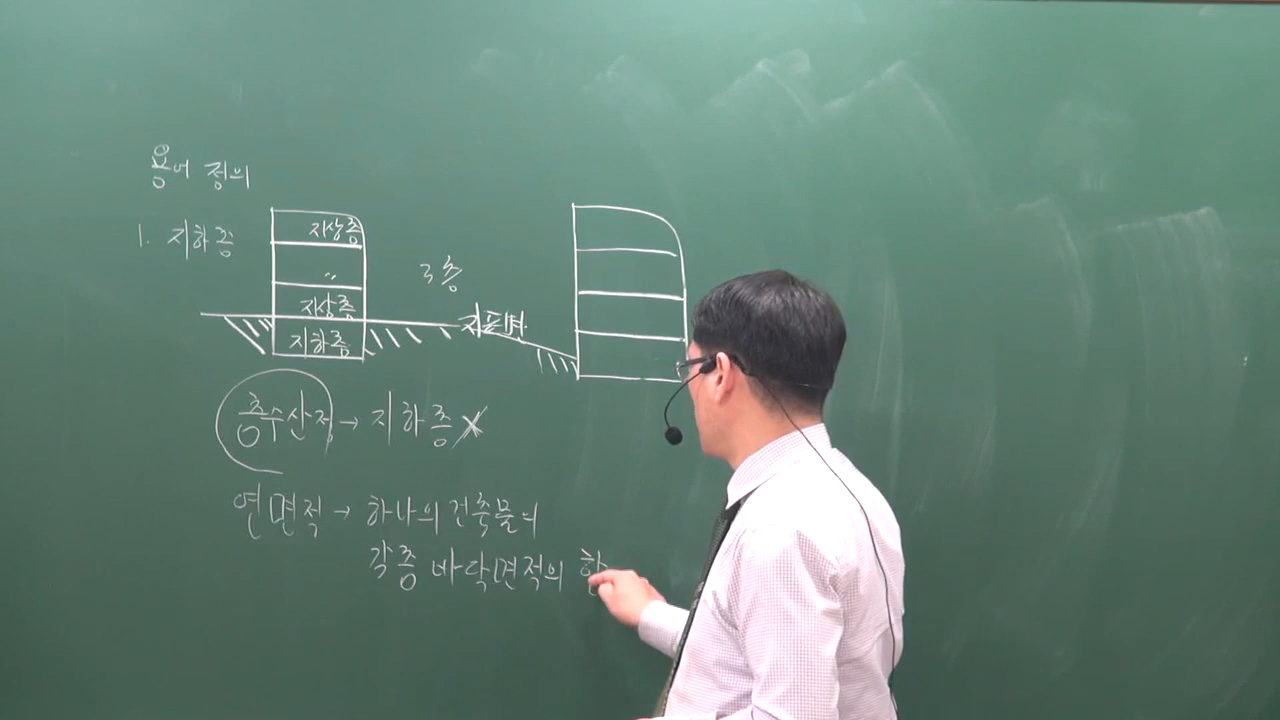 용어 정의
1. 지하층
지상층
〃
지상층
지하층
3층
지표면
층수산정 → 지하층 X
연면적 → 하나의 건축물의
각층 바닥면적의 합